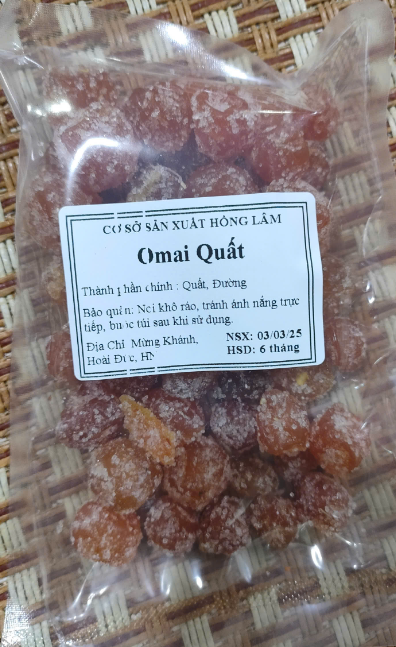 CƠ SỞ SẢN XUẤT HỒNG LÂM
Omai Quất
Thành phần chính : Quất, Đường
Bảo quản: Nơi khô ráo, tránh ánh nắng trực
tiếp, buộc túi sau khi sử dụng.
Địa Chỉ Mừng Khánh,
Hoài Đức, HN
NSX: 03/03/25
HSD: 6 tháng